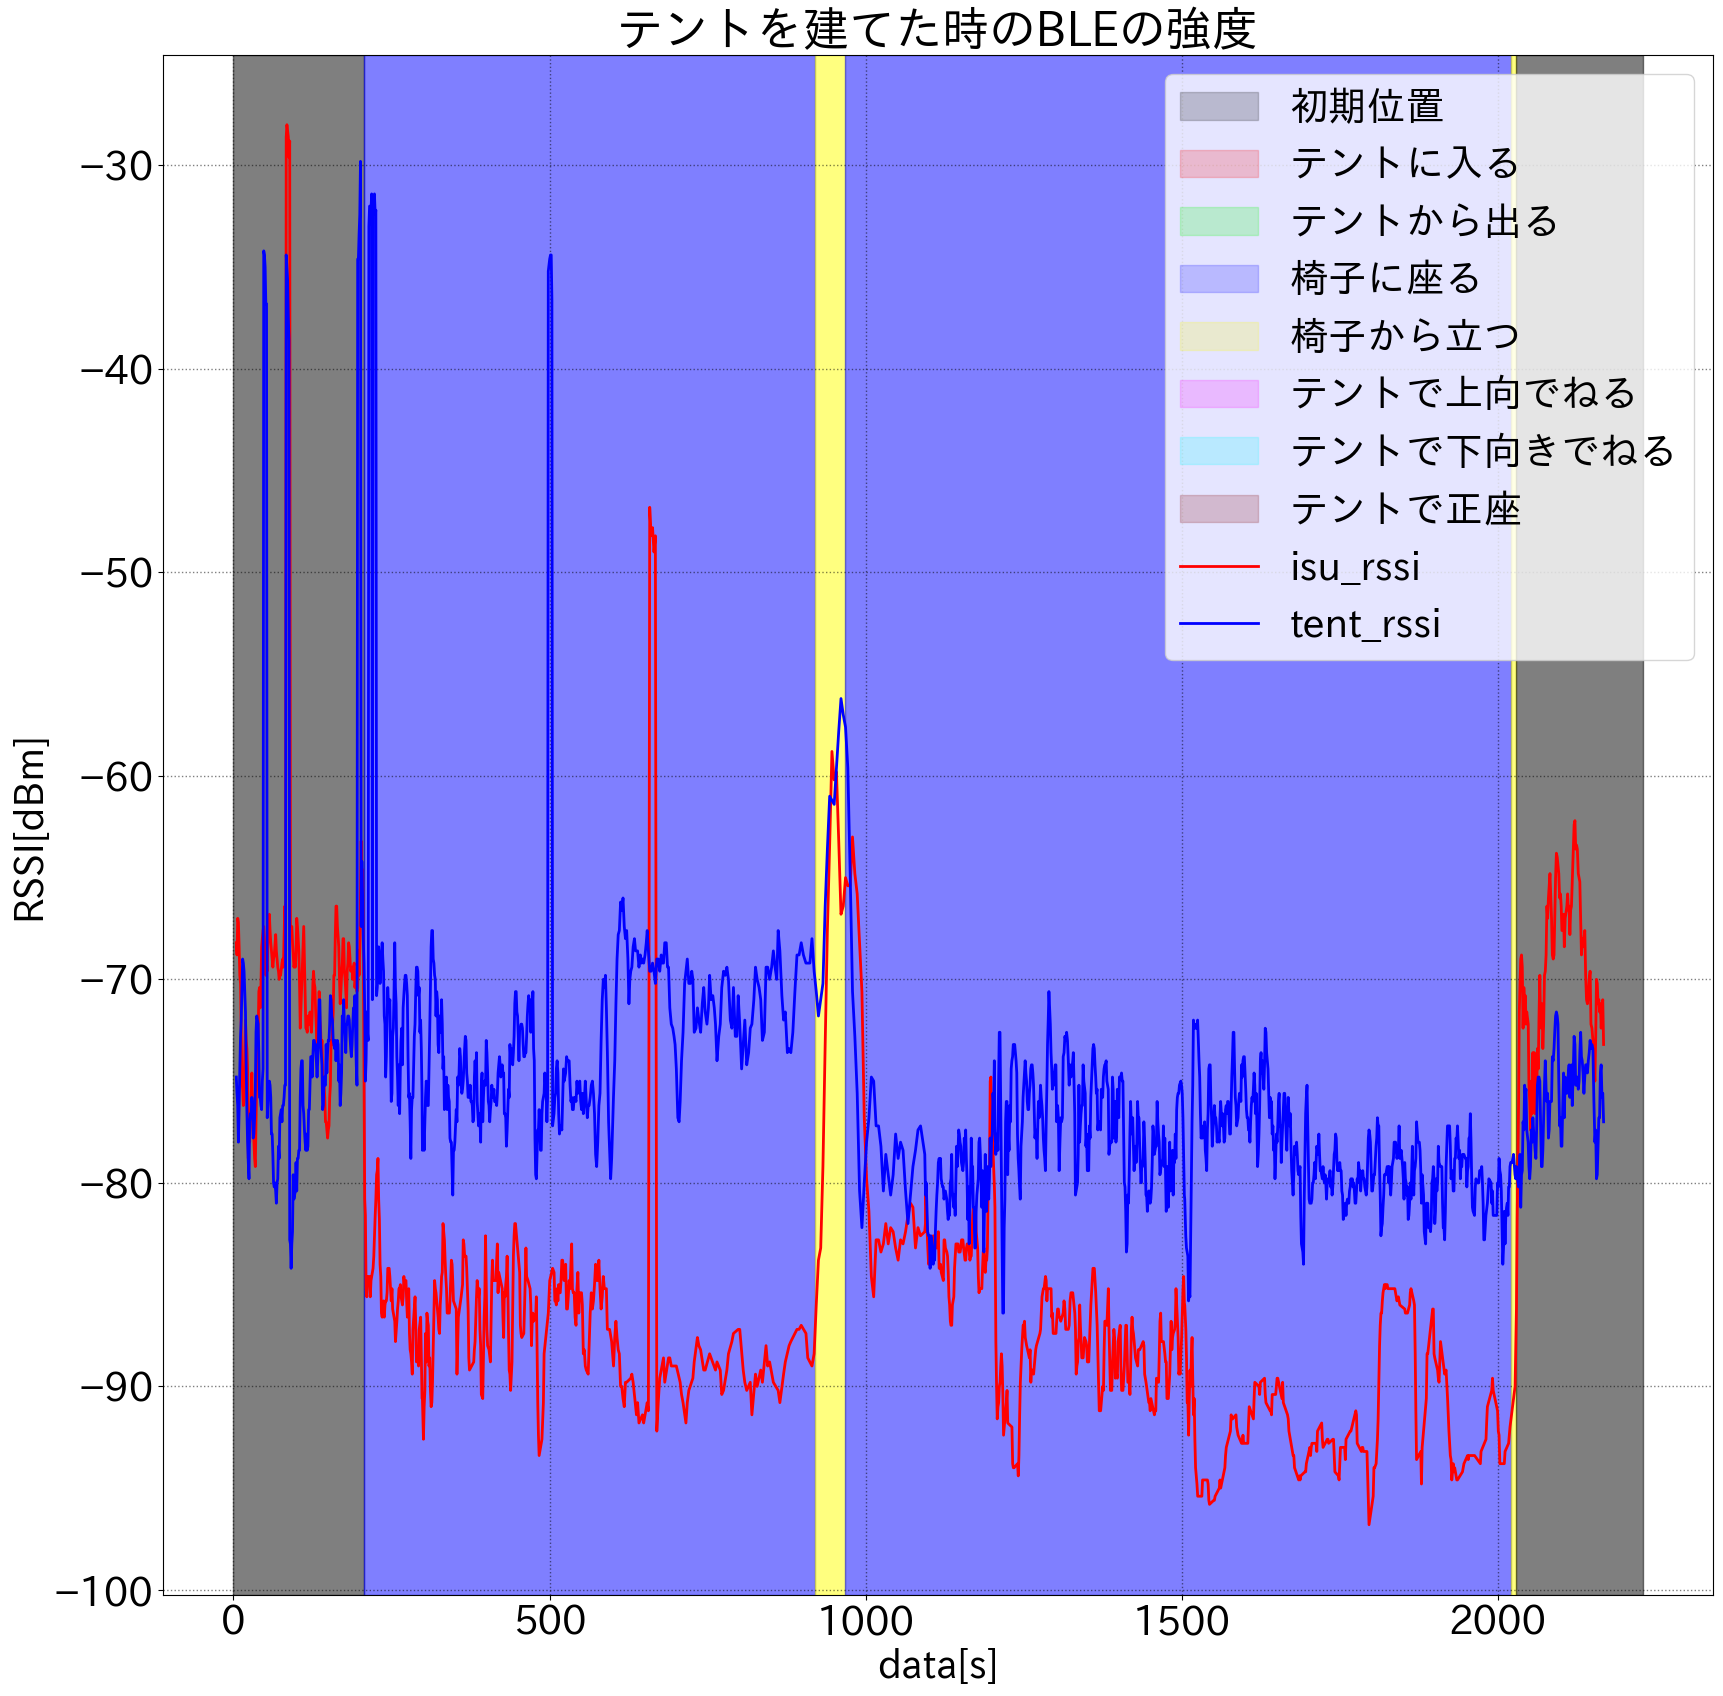 テントを建てた時のBLEの強度
初期位置
テントに入る
テントから出る
椅子に座る
椅子から立つ
テントで上向でねる
テントで下向きでねる
テントで正座
isu_rssi
tent_rssi
RSSI[dBm]
−30
−40
−50
−60
−70
−80
−90
−100
0 500 1000 1500 2000
data[s]